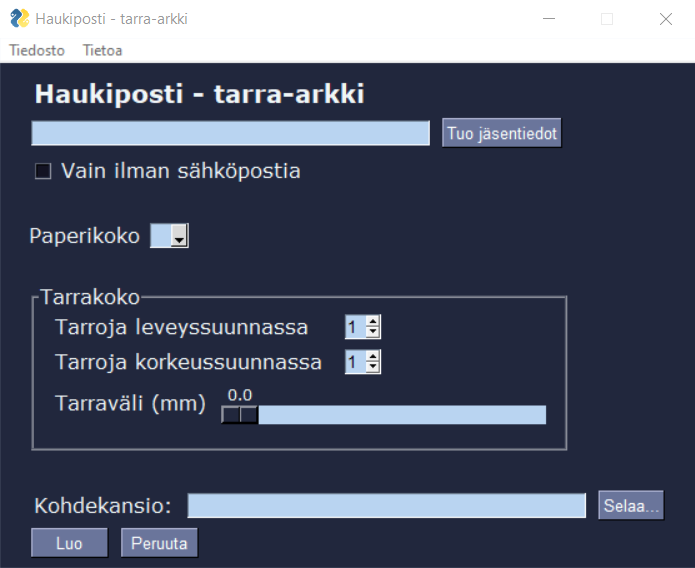 Haukiposti - tarra-arkki
Tiedosto Tietoa
Haukiposti - tarra-arkki
Tuo jäsentiedot
Vain ilman sähköpostia
Paperikoko
Tarrakoko
Tarroja leveyssuunnassa 1
Tarroja korkeussuunnassa 1
0.0
Tarraväli (mm)
Kohdekansio: Selaa...
Luo Peruuta